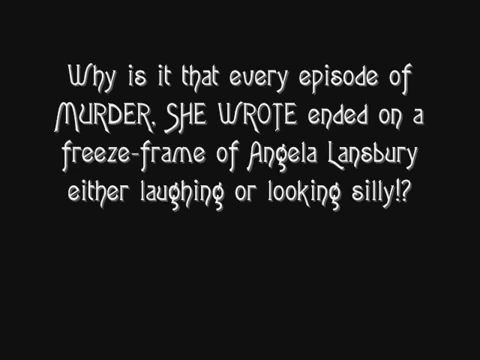 Why is it that every episode of
MURDER, SHE WROTE ended on a
freeze-frame of Angela Lansbury
either laughing or looking silly!?